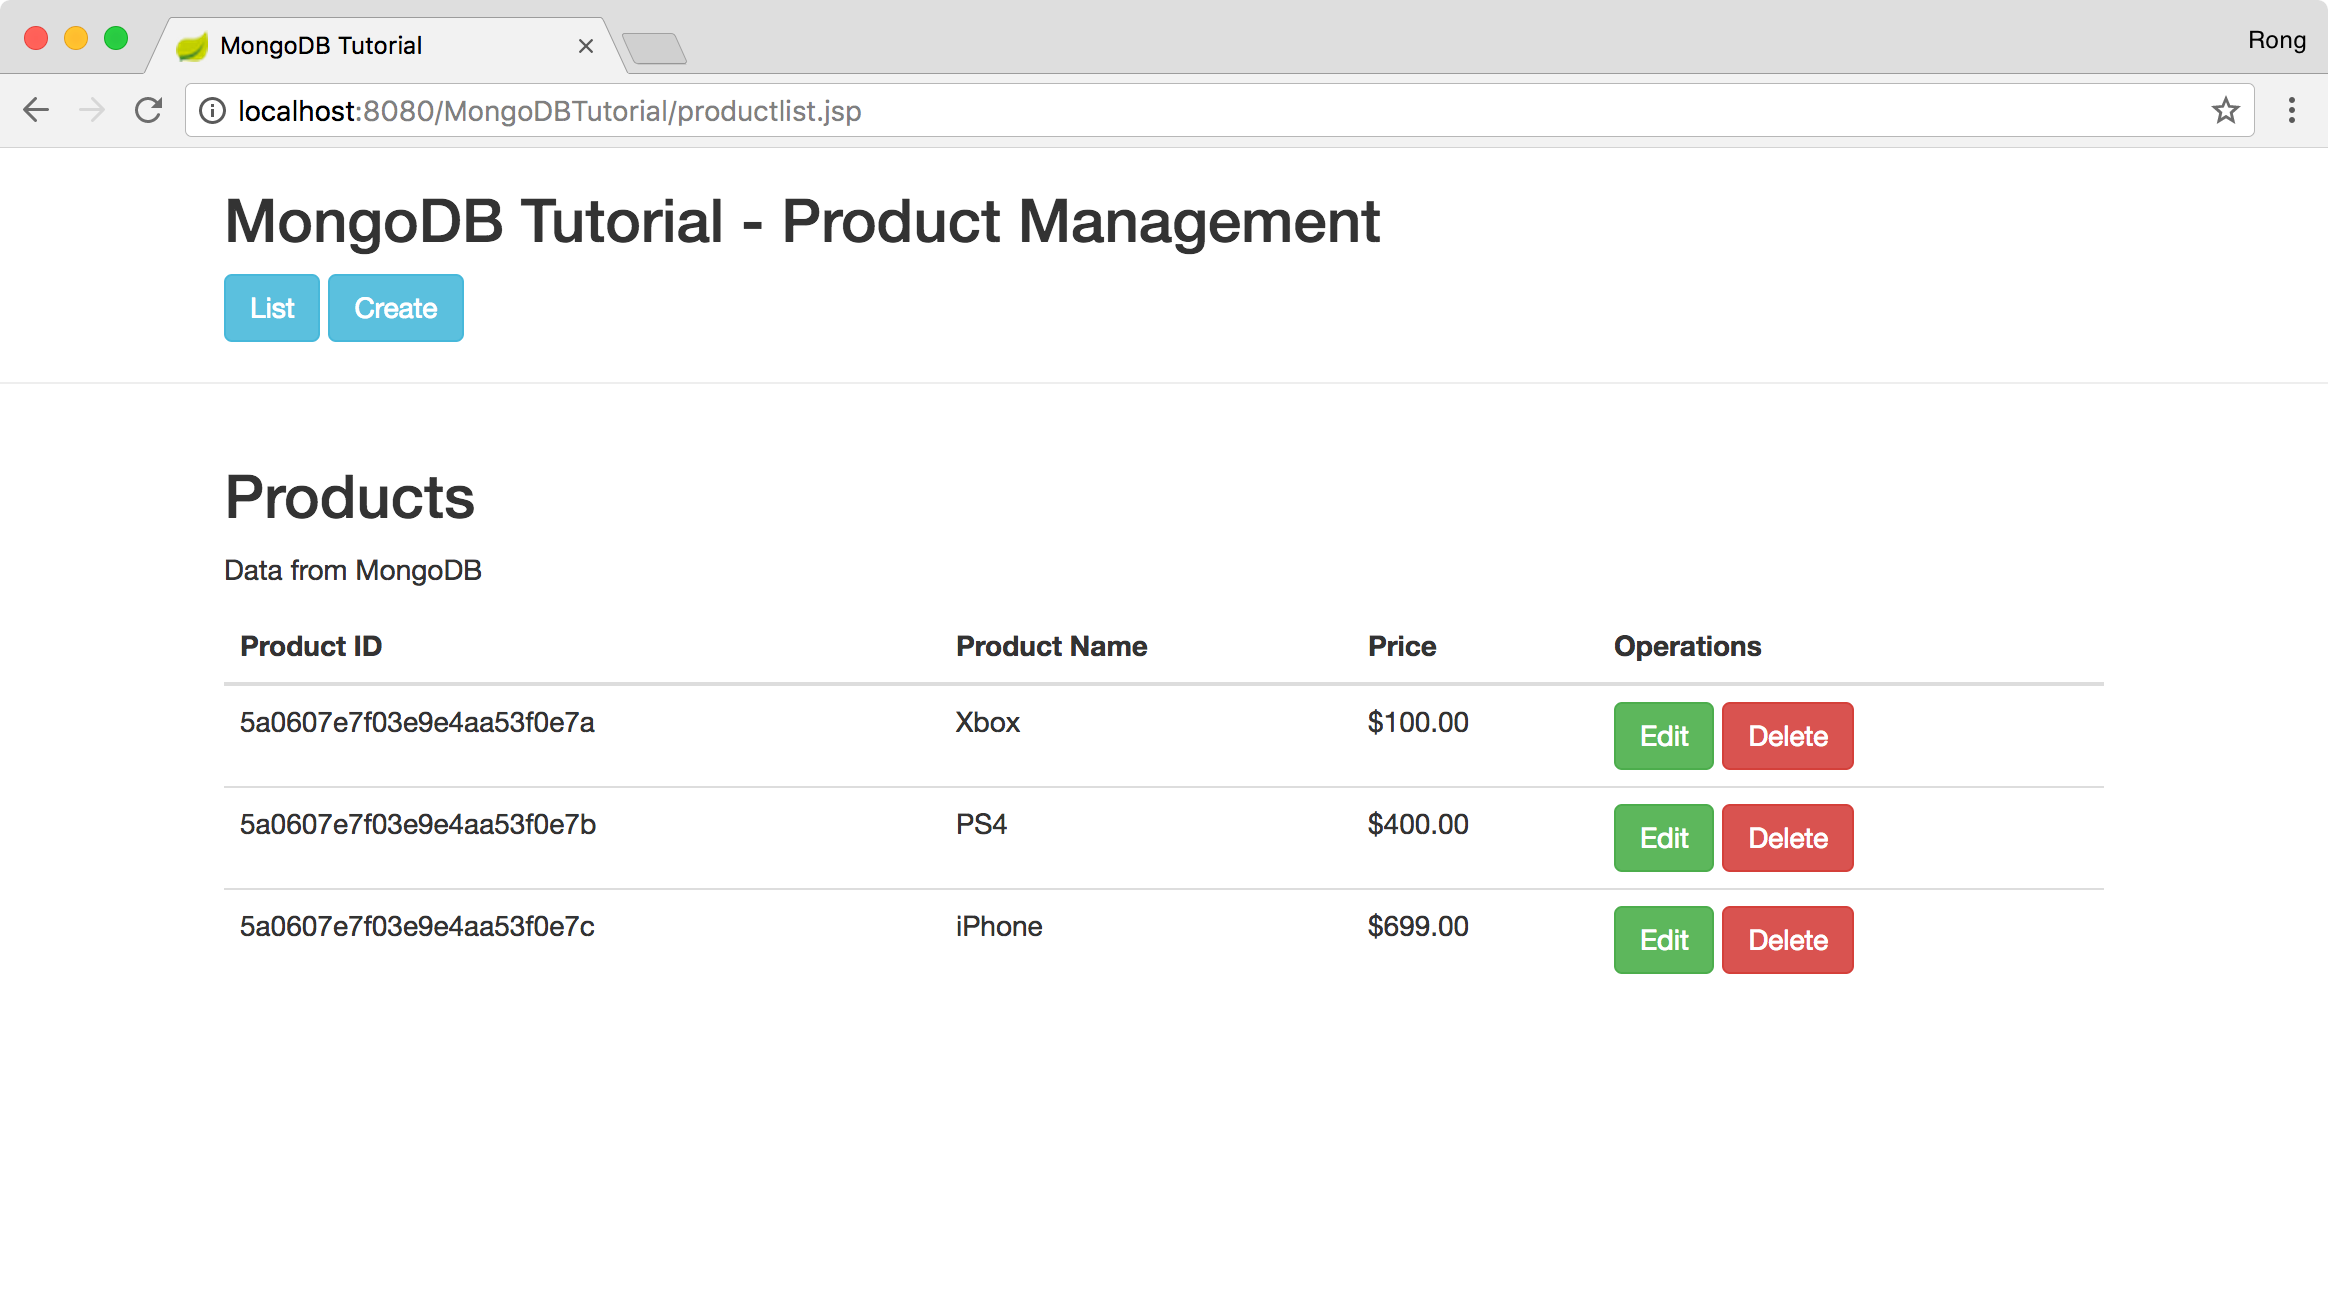 MongoDB Tutorial
Rong
localhost:8080/MongoDBTutorial/productlist.jsp
MongoDB Tutorial - Product Management
List Create
Products
Data from MongoDB
Product ID Product Name Price Operations
5a0607e7f03e9e4aa53f0e7a Xbox $100.00 Edit Delete
5a0607e7f03e9e4aa53f0e7b PS4 $400.00 Edit Delete
5a0607e7f03e9e4aa53f0e7c iPhone $699.00 Edit Delete